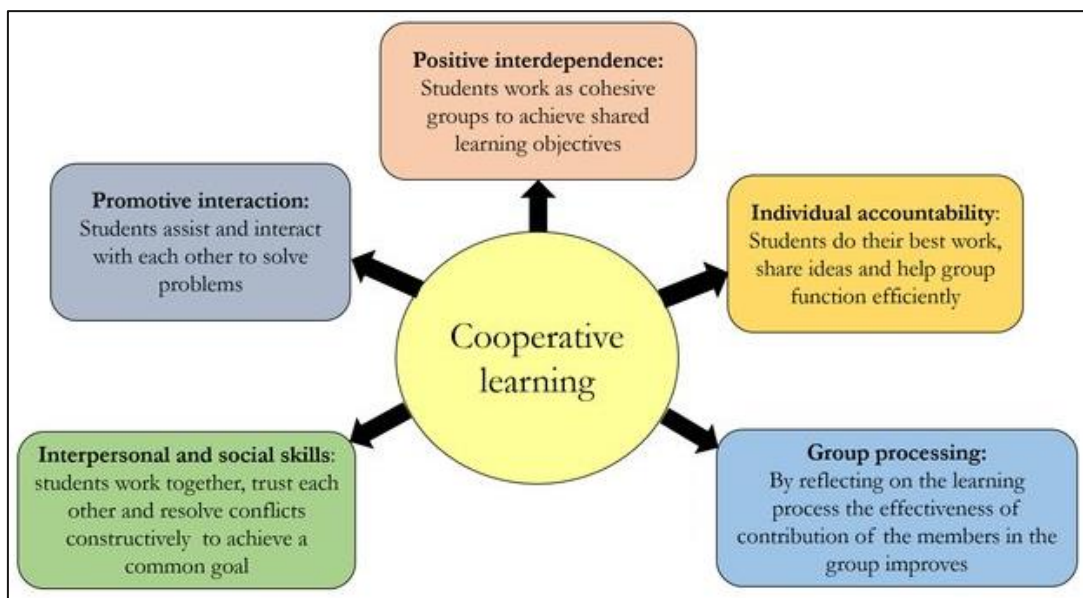 Positive interdependence:
Students work as cohesive
groups to achieve shared
learning objectives
Promotive interaction:
Students assist and interact
with each other to solve
problems
Individual accountability:
Students do their best work,
share ideas and help group
function efficiently
Cooperative
learning
Interpersonal and social skills:
students work together, trust each
other and resolve conflicts
constructively to achieve a
common goal
Group processing:
By reflecting on the learning
process the effectiveness of
contribution of the members in the
group improves